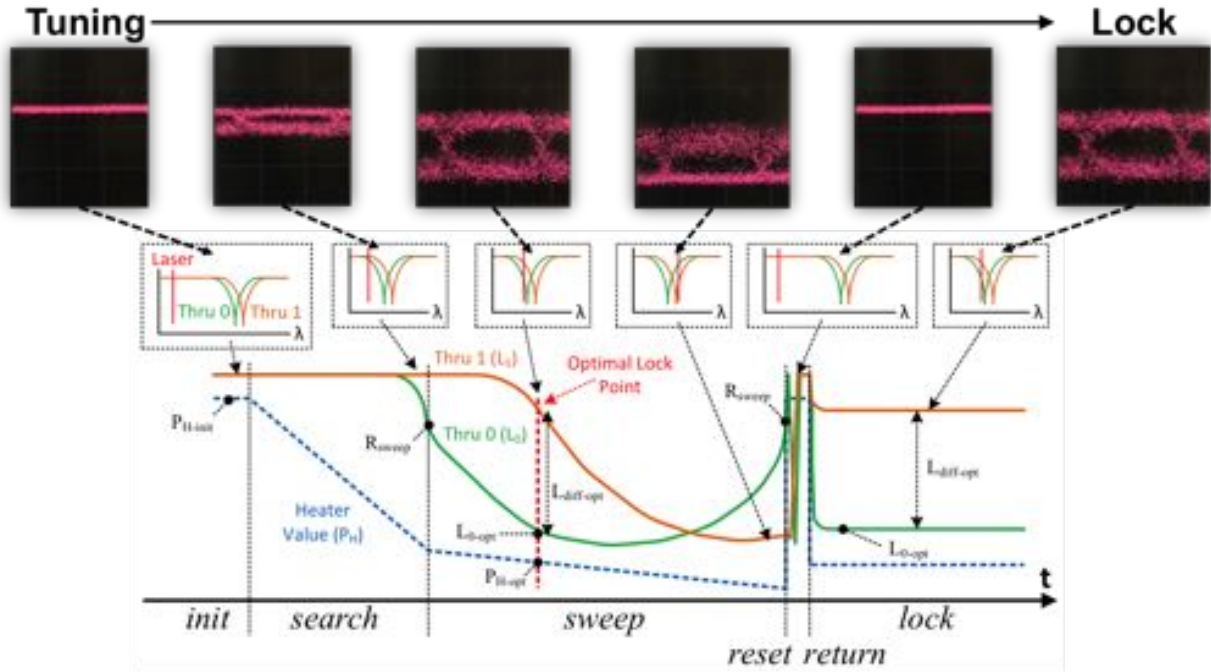 Tuning
Lock
Laser
Thru 0
Thru 1
λ
λ
λ
λ
λ
λ
Thru 1 (L₁)
Optimal Lock
Point
P_H-init
R_sweep
Thru 0 (L₀)
R_sweep
L_diff-opt
L_diff-opt
Heater
Value (P_H)
L_0-opt
L_0-opt
P_H-opt
t
init
search
sweep
lock
reset
return